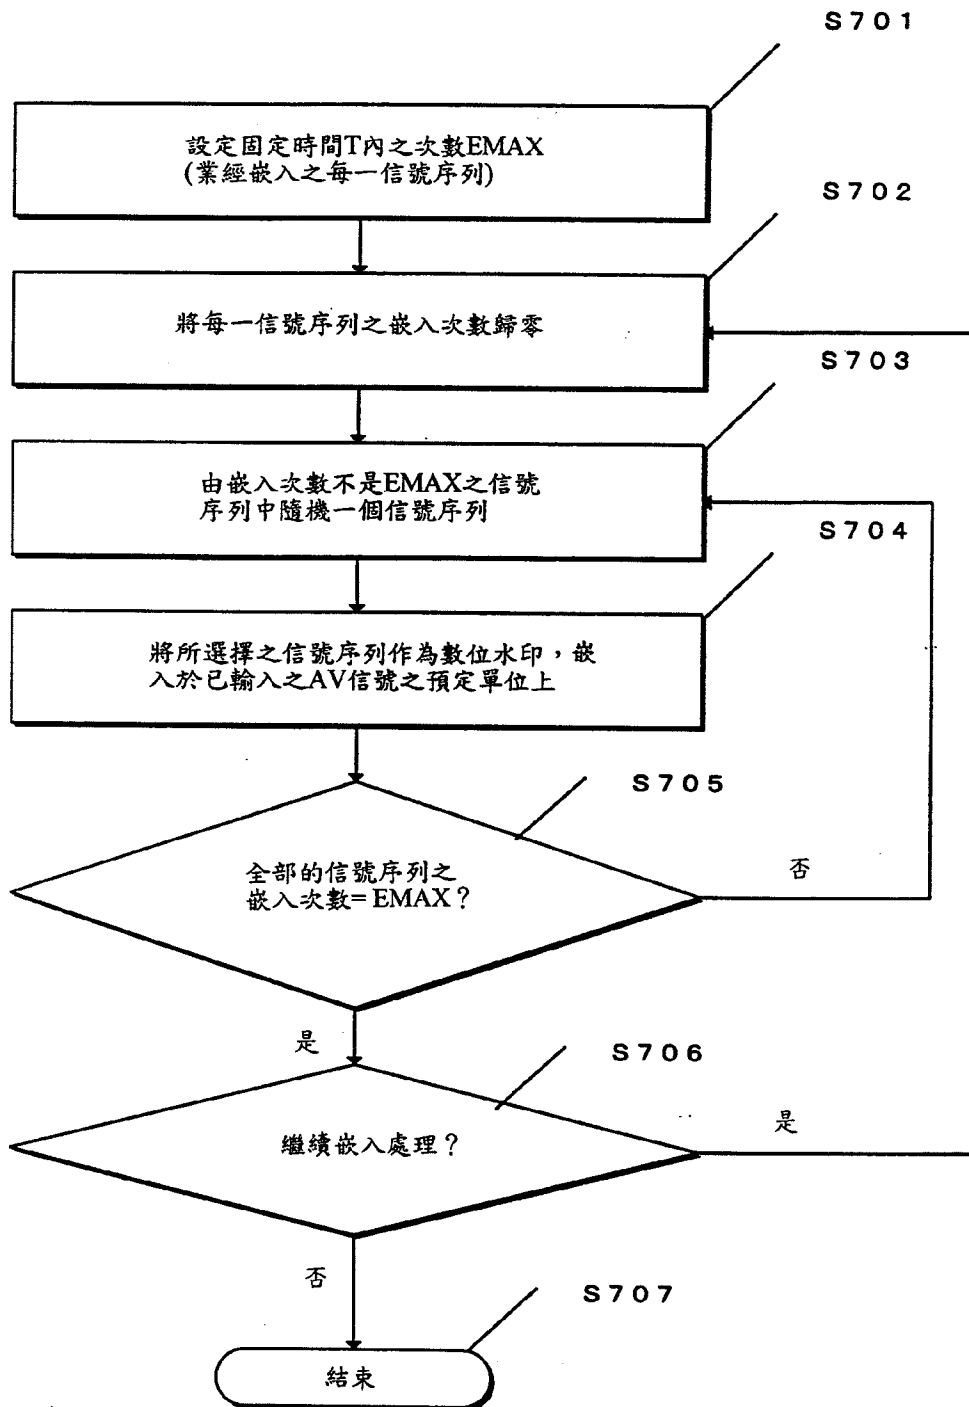 S701
設定固定時間T內之次數EMAX
(業經嵌入之每一信號序列)
S702
將每一信號序列之嵌入次數歸零
S703
由嵌入次數不是EMAX之信號
序列中隨機一個信號序列
S704
將所選擇之信號序列作為數位水印，嵌
入於已輸入之AV信號之預定單位上
S705
全部的信號序列之
嵌入次數= EMAX？
否
是
S706
繼續嵌入處理？
是
否
S707
結束